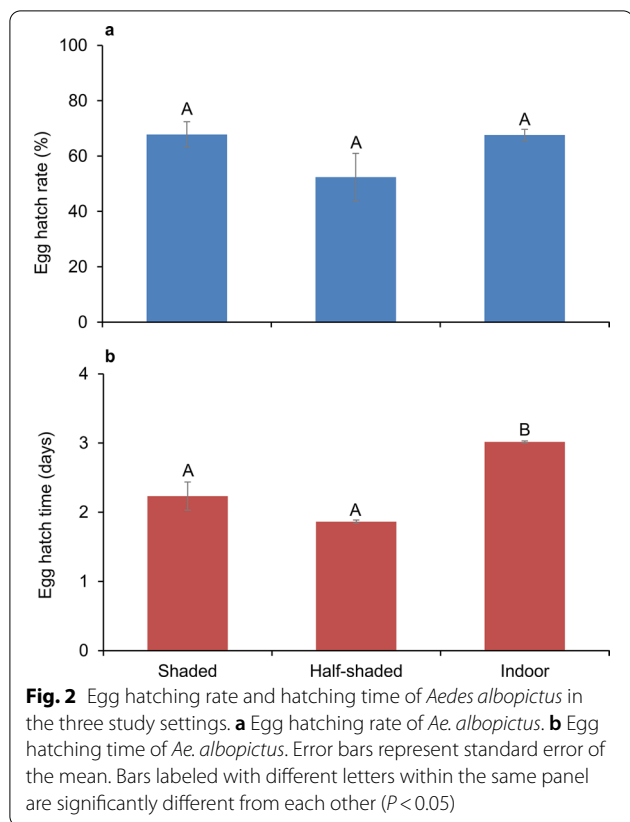 a
100
80
60
40
20
0
Egg hatch rate (%)
A
A
A
b
4
3
2
1
0
Egg hatch time (days)
A
A
B
Shaded Half-shaded Indoor
Fig. 2 Egg hatching rate and hatching time of Aedes albopictus in
the three study settings. a Egg hatching rate of Ae. albopictus. b Egg
hatching time of Ae. albopictus. Error bars represent standard error of
the mean. Bars labeled with different letters within the same panel
are significantly different from each other (P < 0.05)